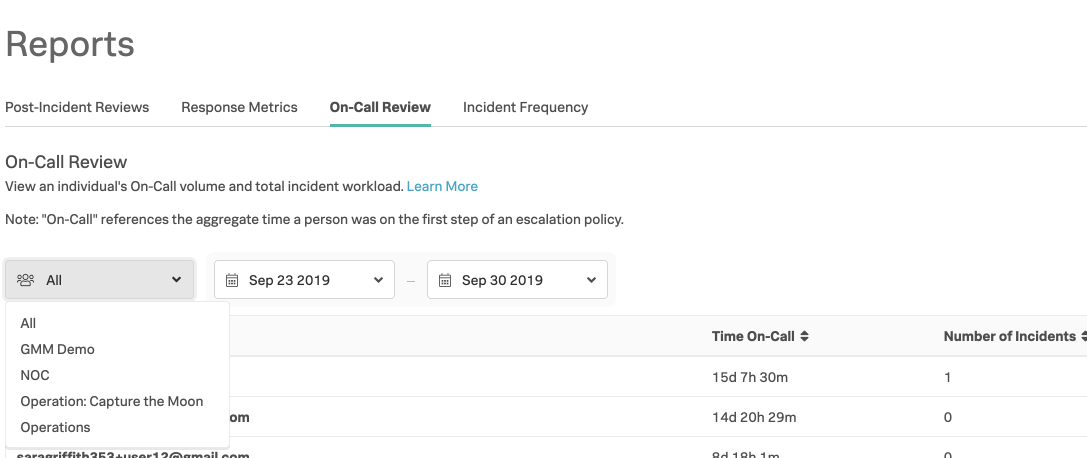 Reports
Post-Incident Reviews Response Metrics On-Call Review Incident Frequency
On-Call Review
View an individual's On-Call volume and total incident workload. Learn More
Note: "On-Call" references the aggregate time a person was on the first step of an escalation policy.
All Sep 23 2019 – Sep 30 2019
All
Time On-Call Number of Incidents
GMM Demo
NOC
15d 7h 30m 1
Operation: Capture the Moon
om 14d 20h 29m 0
Operations
saragriffith353+user12@gmail.com 8d 18h 1m 0